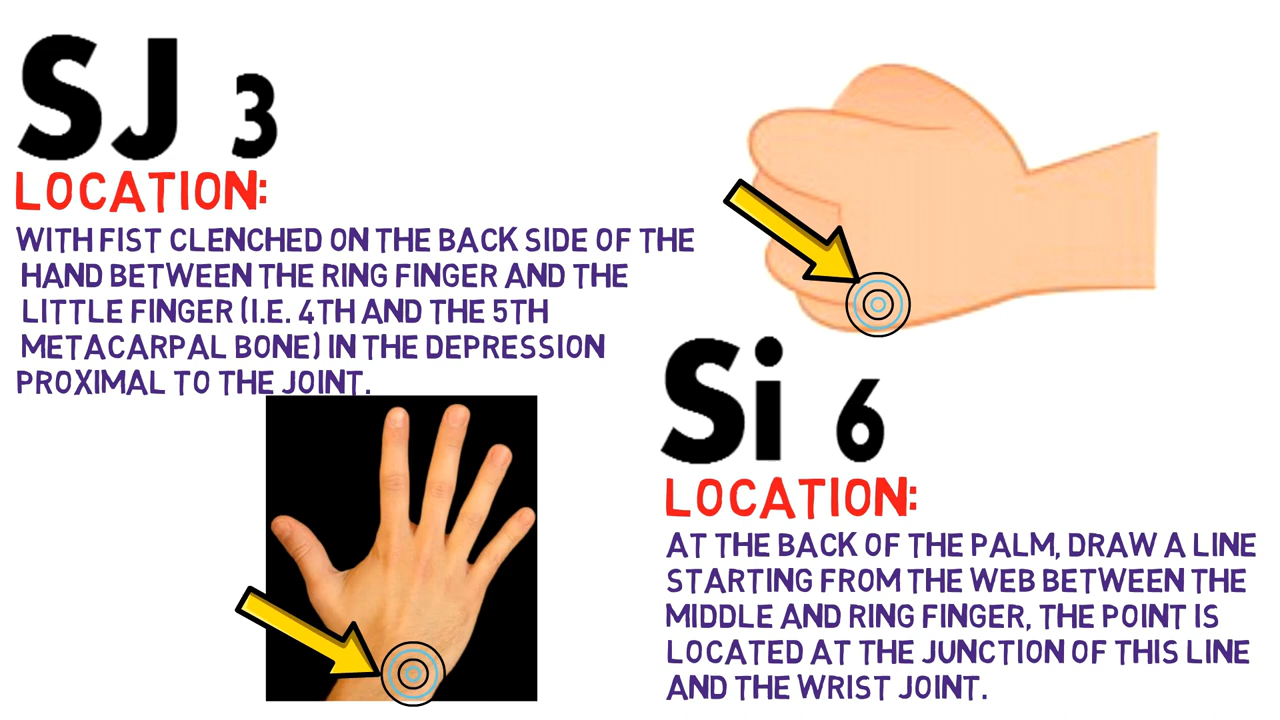 SJ 3
LOCATION:
WITH FIST CLENCHED ON THE BACK SIDE OF THE
HAND BETWEEN THE RING FINGER AND THE
LITTLE FINGER (I.E. 4TH AND THE 5TH
METACARPAL BONE) IN THE DEPRESSION
PROXIMAL TO THE JOINT.
Si 6
LOCATION:
AT THE BACK OF THE PALM, DRAW A LINE
STARTING FROM THE WEB BETWEEN THE
MIDDLE AND RING FINGER, THE POINT IS
LOCATED AT THE JUNCTION OF THIS LINE
AND THE WRIST JOINT.